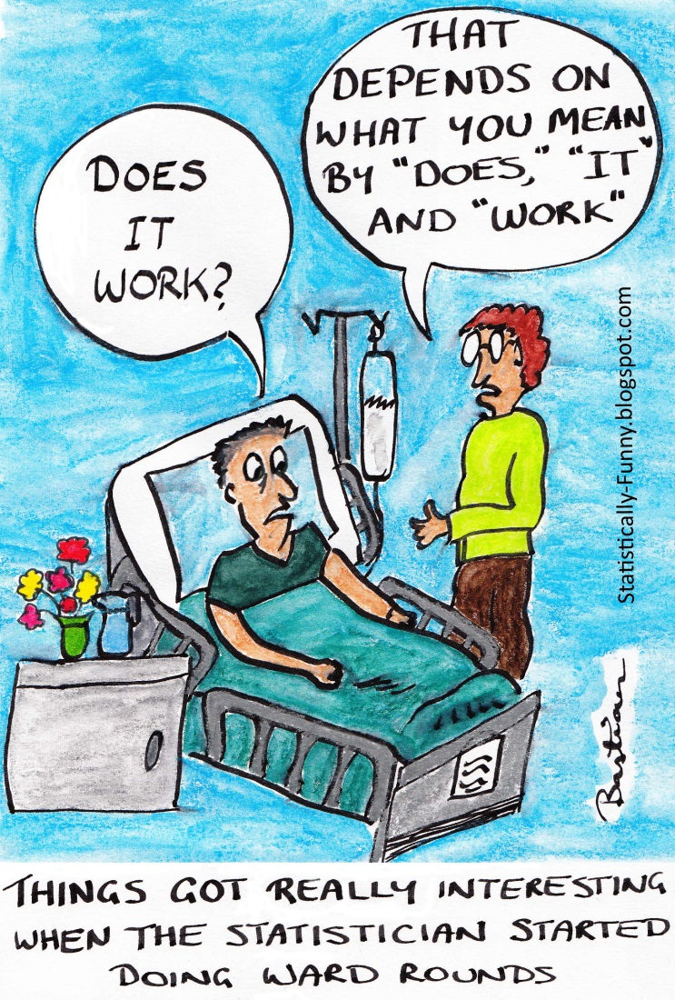 DOES
IT
WORK?
THAT
DEPENDS ON
WHAT YOU MEAN
BY "DOES," "IT"
AND "WORK"
Statistically-Funny.blogspot.com
Bastian
THINGS GOT REALLY INTERESTING
WHEN THE STATISTICIAN STARTED
DOING WARD ROUNDS